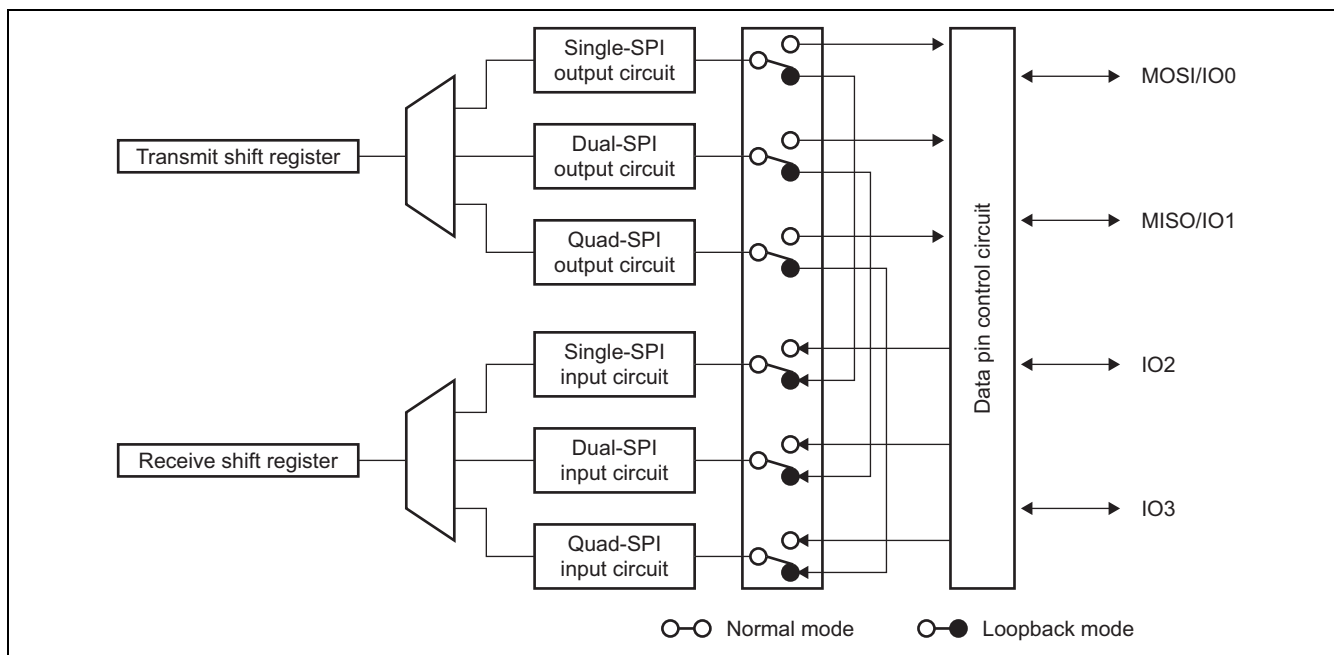 Single-SPI
output circuit
Transmit shift register
Dual-SPI
output circuit
Quad-SPI
output circuit
Single-SPI
input circuit
Receive shift register
Dual-SPI
input circuit
Quad-SPI
input circuit
Data pin control circuit
MOSI/IO0
MISO/IO1
IO2
IO3
Normal mode
Loopback mode